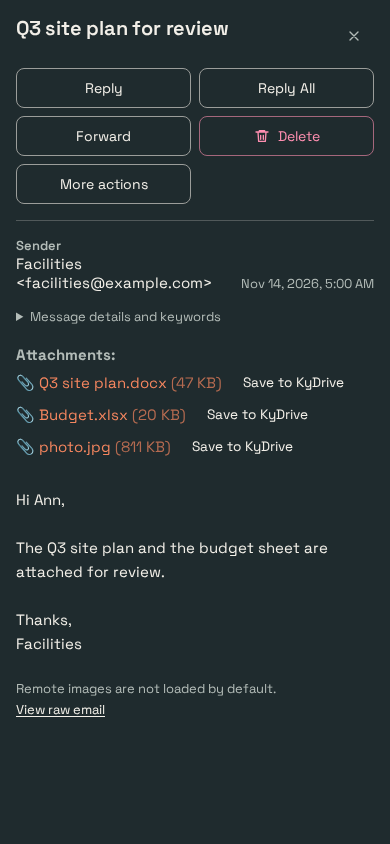 Q3 site plan for review
Reply
Reply All
Forward
Delete
More actions
Sender
Facilities
<facilities@example.com>
Nov 14, 2026, 5:00 AM
Message details and keywords
Attachments:
Q3 site plan.docx (47 KB) Save to KyDrive
Budget.xlsx (20 KB) Save to KyDrive
photo.jpg (811 KB) Save to KyDrive
Hi Ann,
The Q3 site plan and the budget sheet are
attached for review.
Thanks,
Facilities
Remote images are not loaded by default.
View raw email